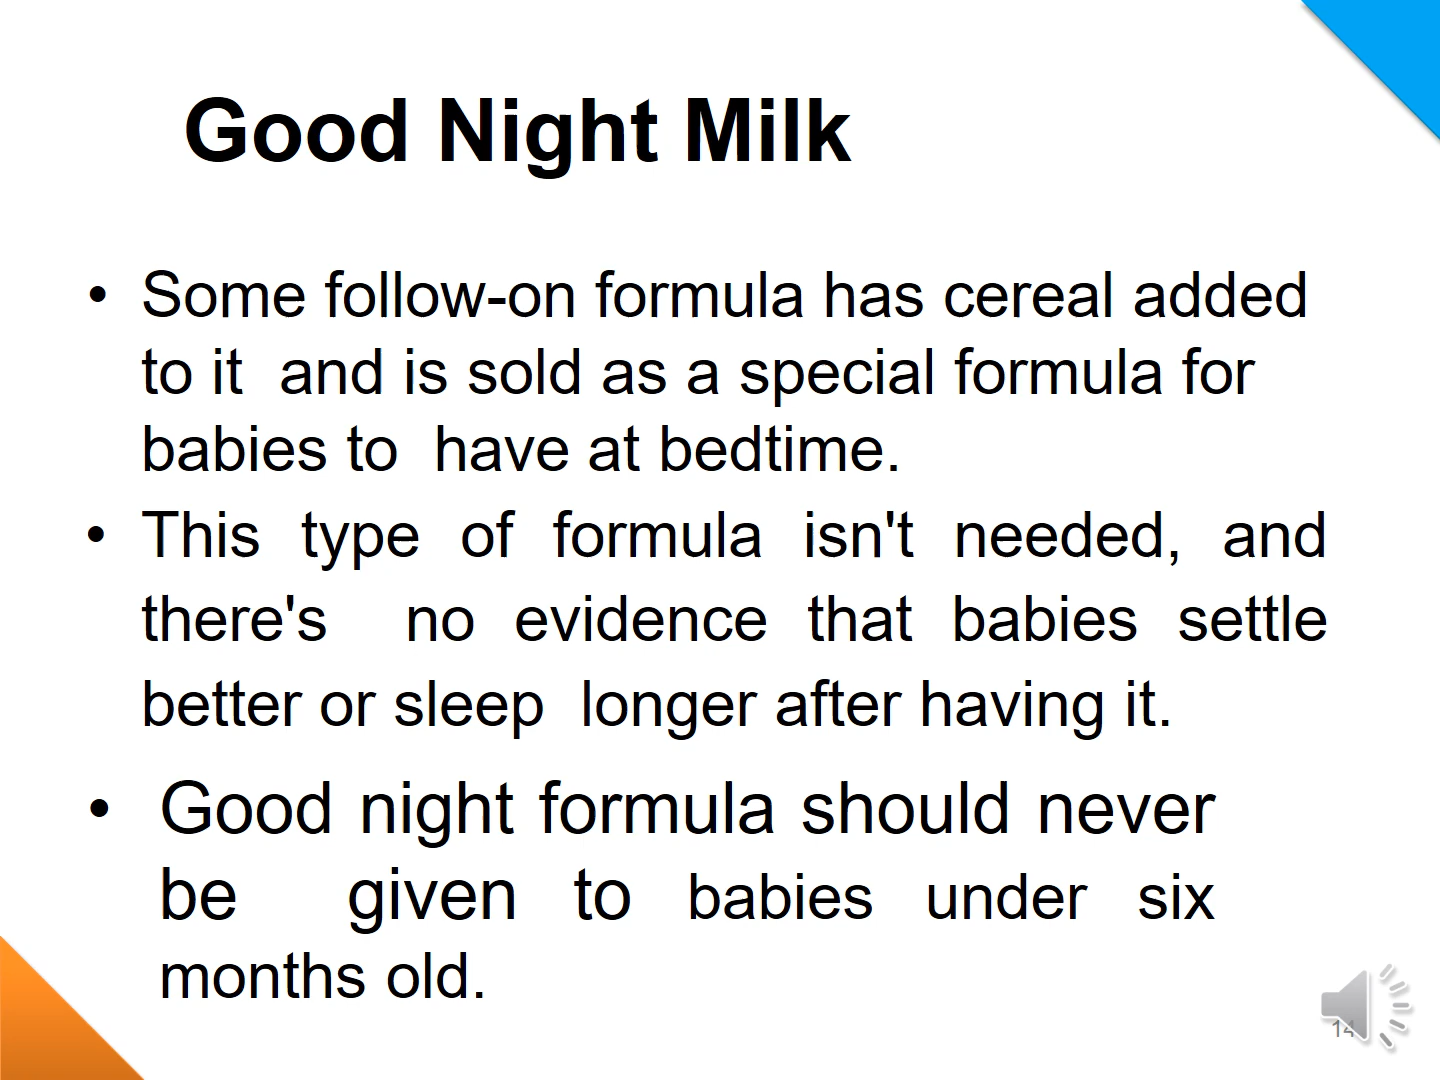 Good Night Milk
• Some follow-on formula has cereal added
to it and is sold as a special formula for
babies to have at bedtime.
• This type of formula isn't needed, and
there's no evidence that babies settle
better or sleep longer after having it.
• Good night formula should never
be given to babies under six
months old.
14